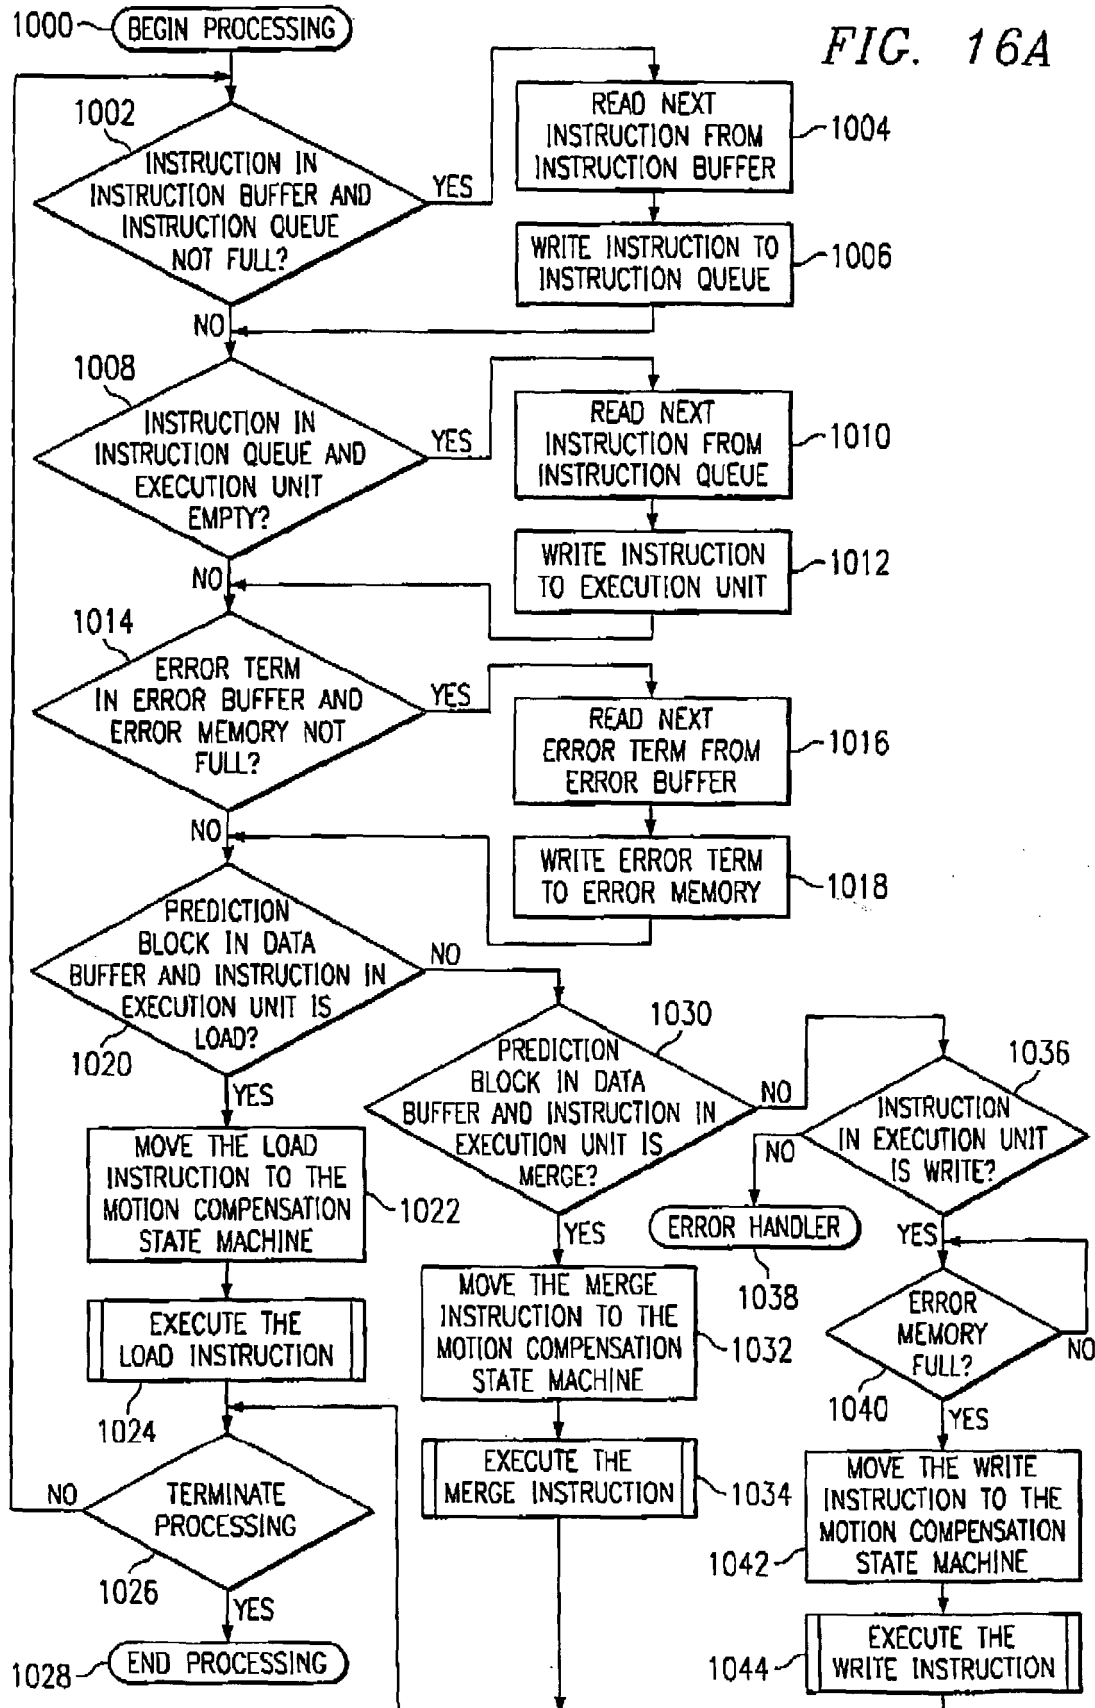 FIG. 16A
1000
BEGIN PROCESSING
1002
INSTRUCTION IN
INSTRUCTION BUFFER AND
INSTRUCTION QUEUE
NOT FULL?
YES
READ NEXT
INSTRUCTION FROM
INSTRUCTION BUFFER
1004
WRITE INSTRUCTION TO
INSTRUCTION QUEUE
1006
NO
1008
INSTRUCTION IN
INSTRUCTION QUEUE AND
EXECUTION UNIT
EMPTY?
YES
READ NEXT
INSTRUCTION FROM
INSTRUCTION QUEUE
1010
WRITE INSTRUCTION
TO EXECUTION UNIT
1012
NO
1014
ERROR TERM
IN ERROR BUFFER AND
ERROR MEMORY NOT
FULL?
YES
READ NEXT
ERROR TERM FROM
ERROR BUFFER
1016
WRITE ERROR TERM
TO ERROR MEMORY
1018
NO
PREDICTION
BLOCK IN DATA
BUFFER AND INSTRUCTION IN
EXECUTION UNIT IS
LOAD?
1020
NO
YES
MOVE THE LOAD
INSTRUCTION TO THE
MOTION COMPENSATION
STATE MACHINE
1022
EXECUTE THE
LOAD INSTRUCTION
1024
TERMINATE
PROCESSING
NO
1026
YES
1028
END PROCESSING
1030
PREDICTION
BLOCK IN DATA
BUFFER AND INSTRUCTION IN
EXECUTION UNIT IS
MERGE?
NO
YES
MOVE THE MERGE
INSTRUCTION TO THE
MOTION COMPENSATION
STATE MACHINE
1032
EXECUTE THE
MERGE INSTRUCTION
1034
1036
INSTRUCTION
IN EXECUTION UNIT
IS WRITE?
NO
ERROR HANDLER
1038
YES
ERROR
MEMORY
FULL?
NO
1040
YES
MOVE THE WRITE
INSTRUCTION TO THE
MOTION COMPENSATION
STATE MACHINE
1042
EXECUTE THE
WRITE INSTRUCTION
1044